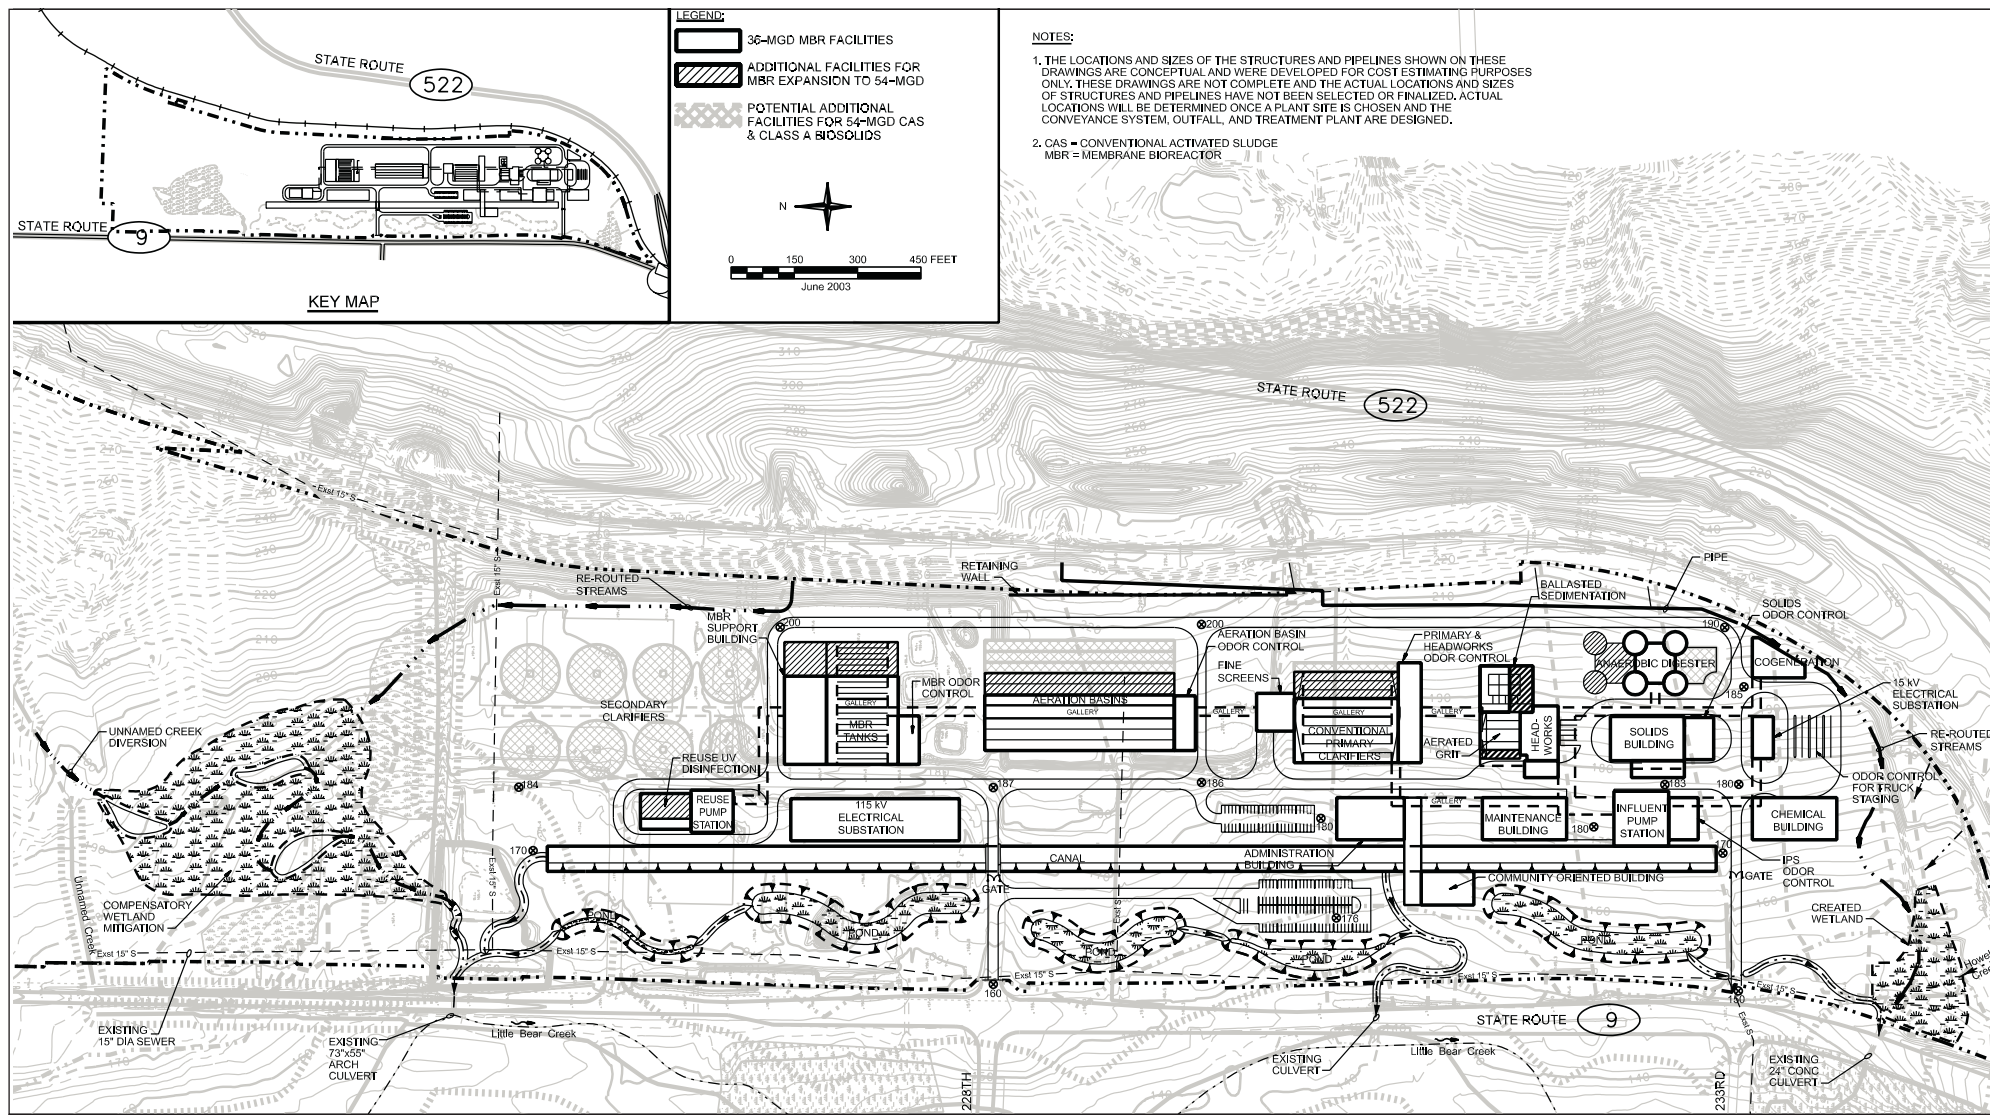 STATE ROUTE
522
STATE ROUTE
9
KEY MAP
LEGEND:
36-MGD MBR FACILITIES
ADDITIONAL FACILITIES FOR
MBR EXPANSION TO 54-MGD
POTENTIAL ADDITIONAL
FACILITIES FOR 54-MGD CAS
& CLASS A BIOSOLIDS
N
0 150 300 450 FEET
June 2003
NOTES:
1. THE LOCATIONS AND SIZES OF THE STRUCTURES AND PIPELINES SHOWN ON THESE
DRAWINGS ARE CONCEPTUAL AND WERE DEVELOPED FOR COST ESTIMATING PURPOSES
ONLY. THESE DRAWINGS ARE NOT COMPLETE AND THE ACTUAL LOCATIONS AND SIZES
OF STRUCTURES AND PIPELINES HAVE NOT BEEN SELECTED OR FINALIZED. ACTUAL
LOCATIONS WILL BE DETERMINED ONCE A PLANT SITE IS CHOSEN AND THE
CONVEYANCE SYSTEM, OUTFALL, AND TREATMENT PLANT ARE DESIGNED.
2. CAS = CONVENTIONAL ACTIVATED SLUDGE
MBR = MEMBRANE BIOREACTOR
STATE ROUTE
522
Exst 15" S
Exst 15" S
RE-ROUTED
STREAMS
RETAINING
WALL
PIPE
BALLASTED
SEDIMENTATION
SOLIDS
ODOR CONTROL
MBR
SUPPORT
BUILDING
200
200
190
AERATION BASIN
ODOR CONTROL
PRIMARY &
HEADWORKS
ODOR CONTROL
FINE
SCREENS
ANAEROBIC DIGESTER
COGENERATION
MBR ODOR
CONTROL
15 kV
ELECTRICAL
SUBSTATION
185
SECONDARY
CLARIFIERS
GALLERY
MBR
TANKS
AERATION BASINS
GALLERY
GALLERY
GALLERY
CONVENTIONAL
PRIMARY
CLARIFIERS
GALLERY
AERATED
GRIT
HEAD-
WORKS
SOLIDS
BUILDING
RE-ROUTED
STREAMS
UNNAMED CREEK
DIVERSION
REUSE UV
DISINFECTION
184
187
186
183
180
ODOR CONTROL
FOR TRUCK
STAGING
REUSE
PUMP
STATION
115 kV
ELECTRICAL
SUBSTATION
180
GALLERY
MAINTENANCE
BUILDING
180
INFLUENT
PUMP
STATION
CHEMICAL
BUILDING
170
CANAL
ADMINISTRATION
BUILDING
170
GATE
COMMUNITY ORIENTED BUILDING
GATE
IPS
ODOR
CONTROL
Unnamed Creek
Exst 15" S
COMPENSATORY
WETLAND
MITIGATION
POND
POND
Exst S
176
POND
POND
POND
CREATED
WETLAND
Exst 15" S
Exst 15" S
Exst 15" S
Exst 15" S
Exst 15" S
160
160
Exst S
STATE ROUTE
9
EXISTING
15" DIA SEWER
EXISTING
73"x55"
ARCH
CULVERT
Little Bear Creek
228TH
EXISTING
CULVERT
Little Bear Creek
233RD
EXISTING
24" CONC
CULVERT